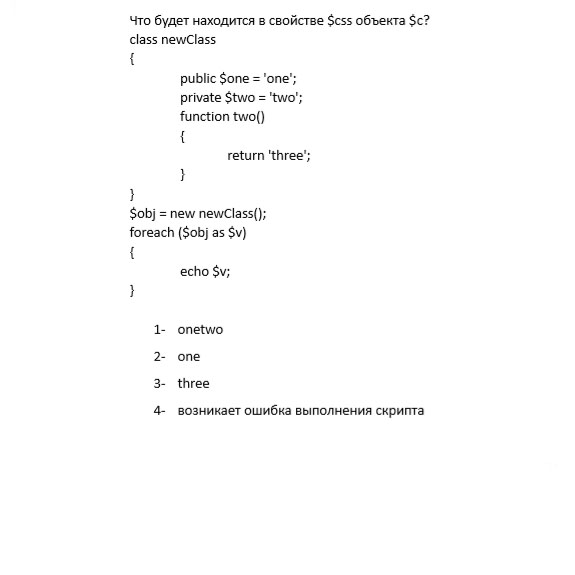 Что будет находится в свойстве $css объекта $c?
class newClass
{
public $one = 'one';
private $two = 'two';
function two()
{
return 'three';
}
}
$obj = new newClass();
foreach ($obj as $v)
{
echo $v;
}
1- onetwo
2- one
3- three
4- возникает ошибка выполнения скрипта